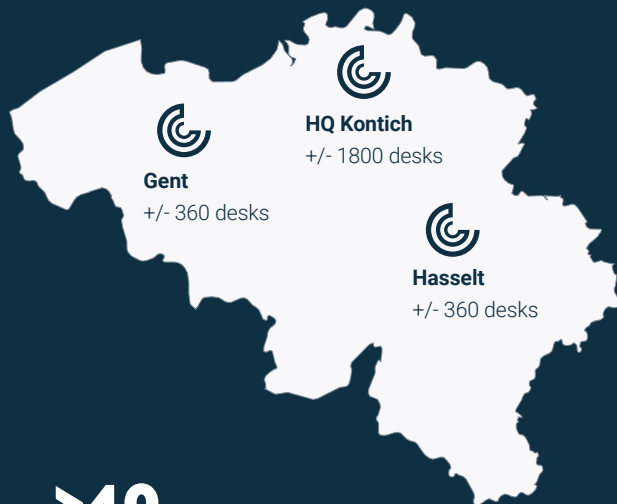 HQ Kontich
+/- 1800 desks
Gent
+/- 360 desks
Hasselt
+/- 360 desks